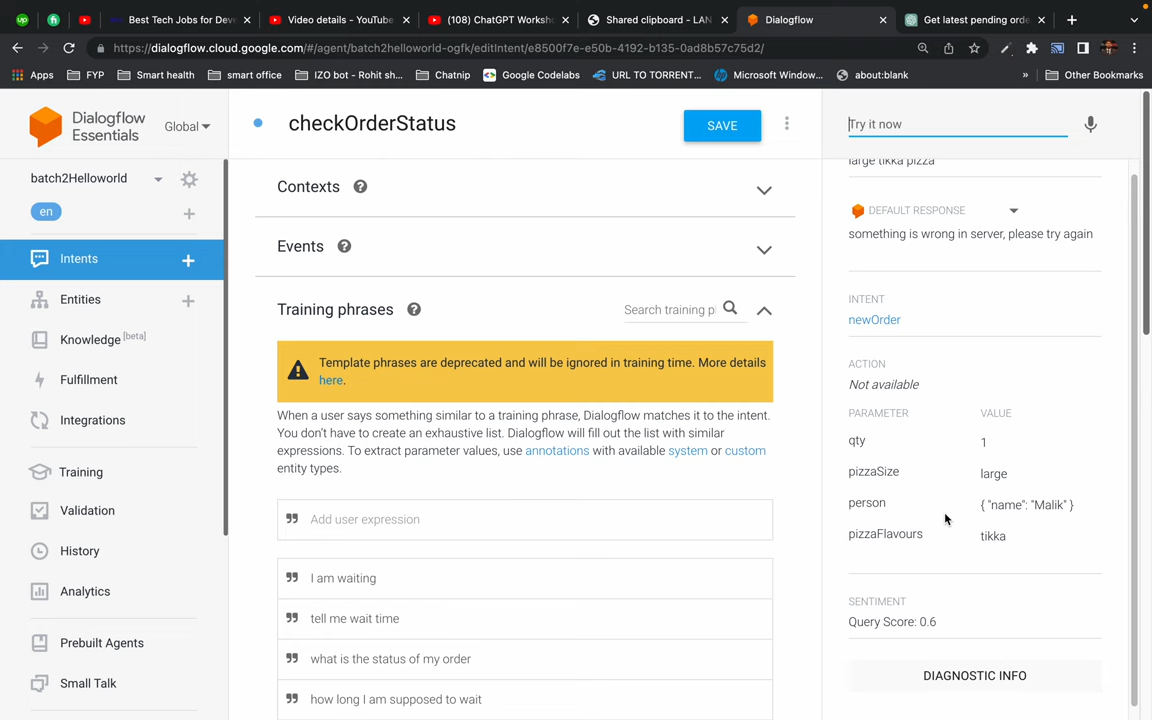 Best Tech Jobs for Deve
Video details - YouTube
(108) ChatGPT Worksho
Shared clipboard - LAN
Dialogflow
Get latest pending orde
https://dialogflow.cloud.google.com/#/agent/batch2helloworld-ogfk/editIntent/e8500f7e-e50b-4192-b135-0ad8b57c75d2/
Apps
FYP
Smart health
smart office
IZO bot - Rohit sh...
Chatnip
Google Codelabs
URL TO TORRENT...
Microsoft Window...
about:blank
»
Other Bookmarks
Dialogflow
Essentials
Global
checkOrderStatus
SAVE
Try it now
batch2Helloworld
en
Intents
Entities
Knowledge [beta]
Fulfillment
Integrations
Training
Validation
History
Analytics
Prebuilt Agents
Small Talk
Contexts
Events
Training phrases
Search training p
Template phrases are deprecated and will be ignored in training time. More details
here.
When a user says something similar to a training phrase, Dialogflow matches it to the intent.
You don't have to create an exhaustive list. Dialogflow will fill out the list with similar
expressions. To extract parameter values, use annotations with available system or custom
entity types.
Add user expression
I am waiting
tell me wait time
what is the status of my order
how long I am supposed to wait
large tikka pizza
DEFAULT RESPONSE
something is wrong in server, please try again
INTENT
newOrder
ACTION
Not available
PARAMETER VALUE
qty 1
pizzaSize large
person { "name": "Malik" }
pizzaFlavours tikka
SENTIMENT
Query Score: 0.6
DIAGNOSTIC INFO